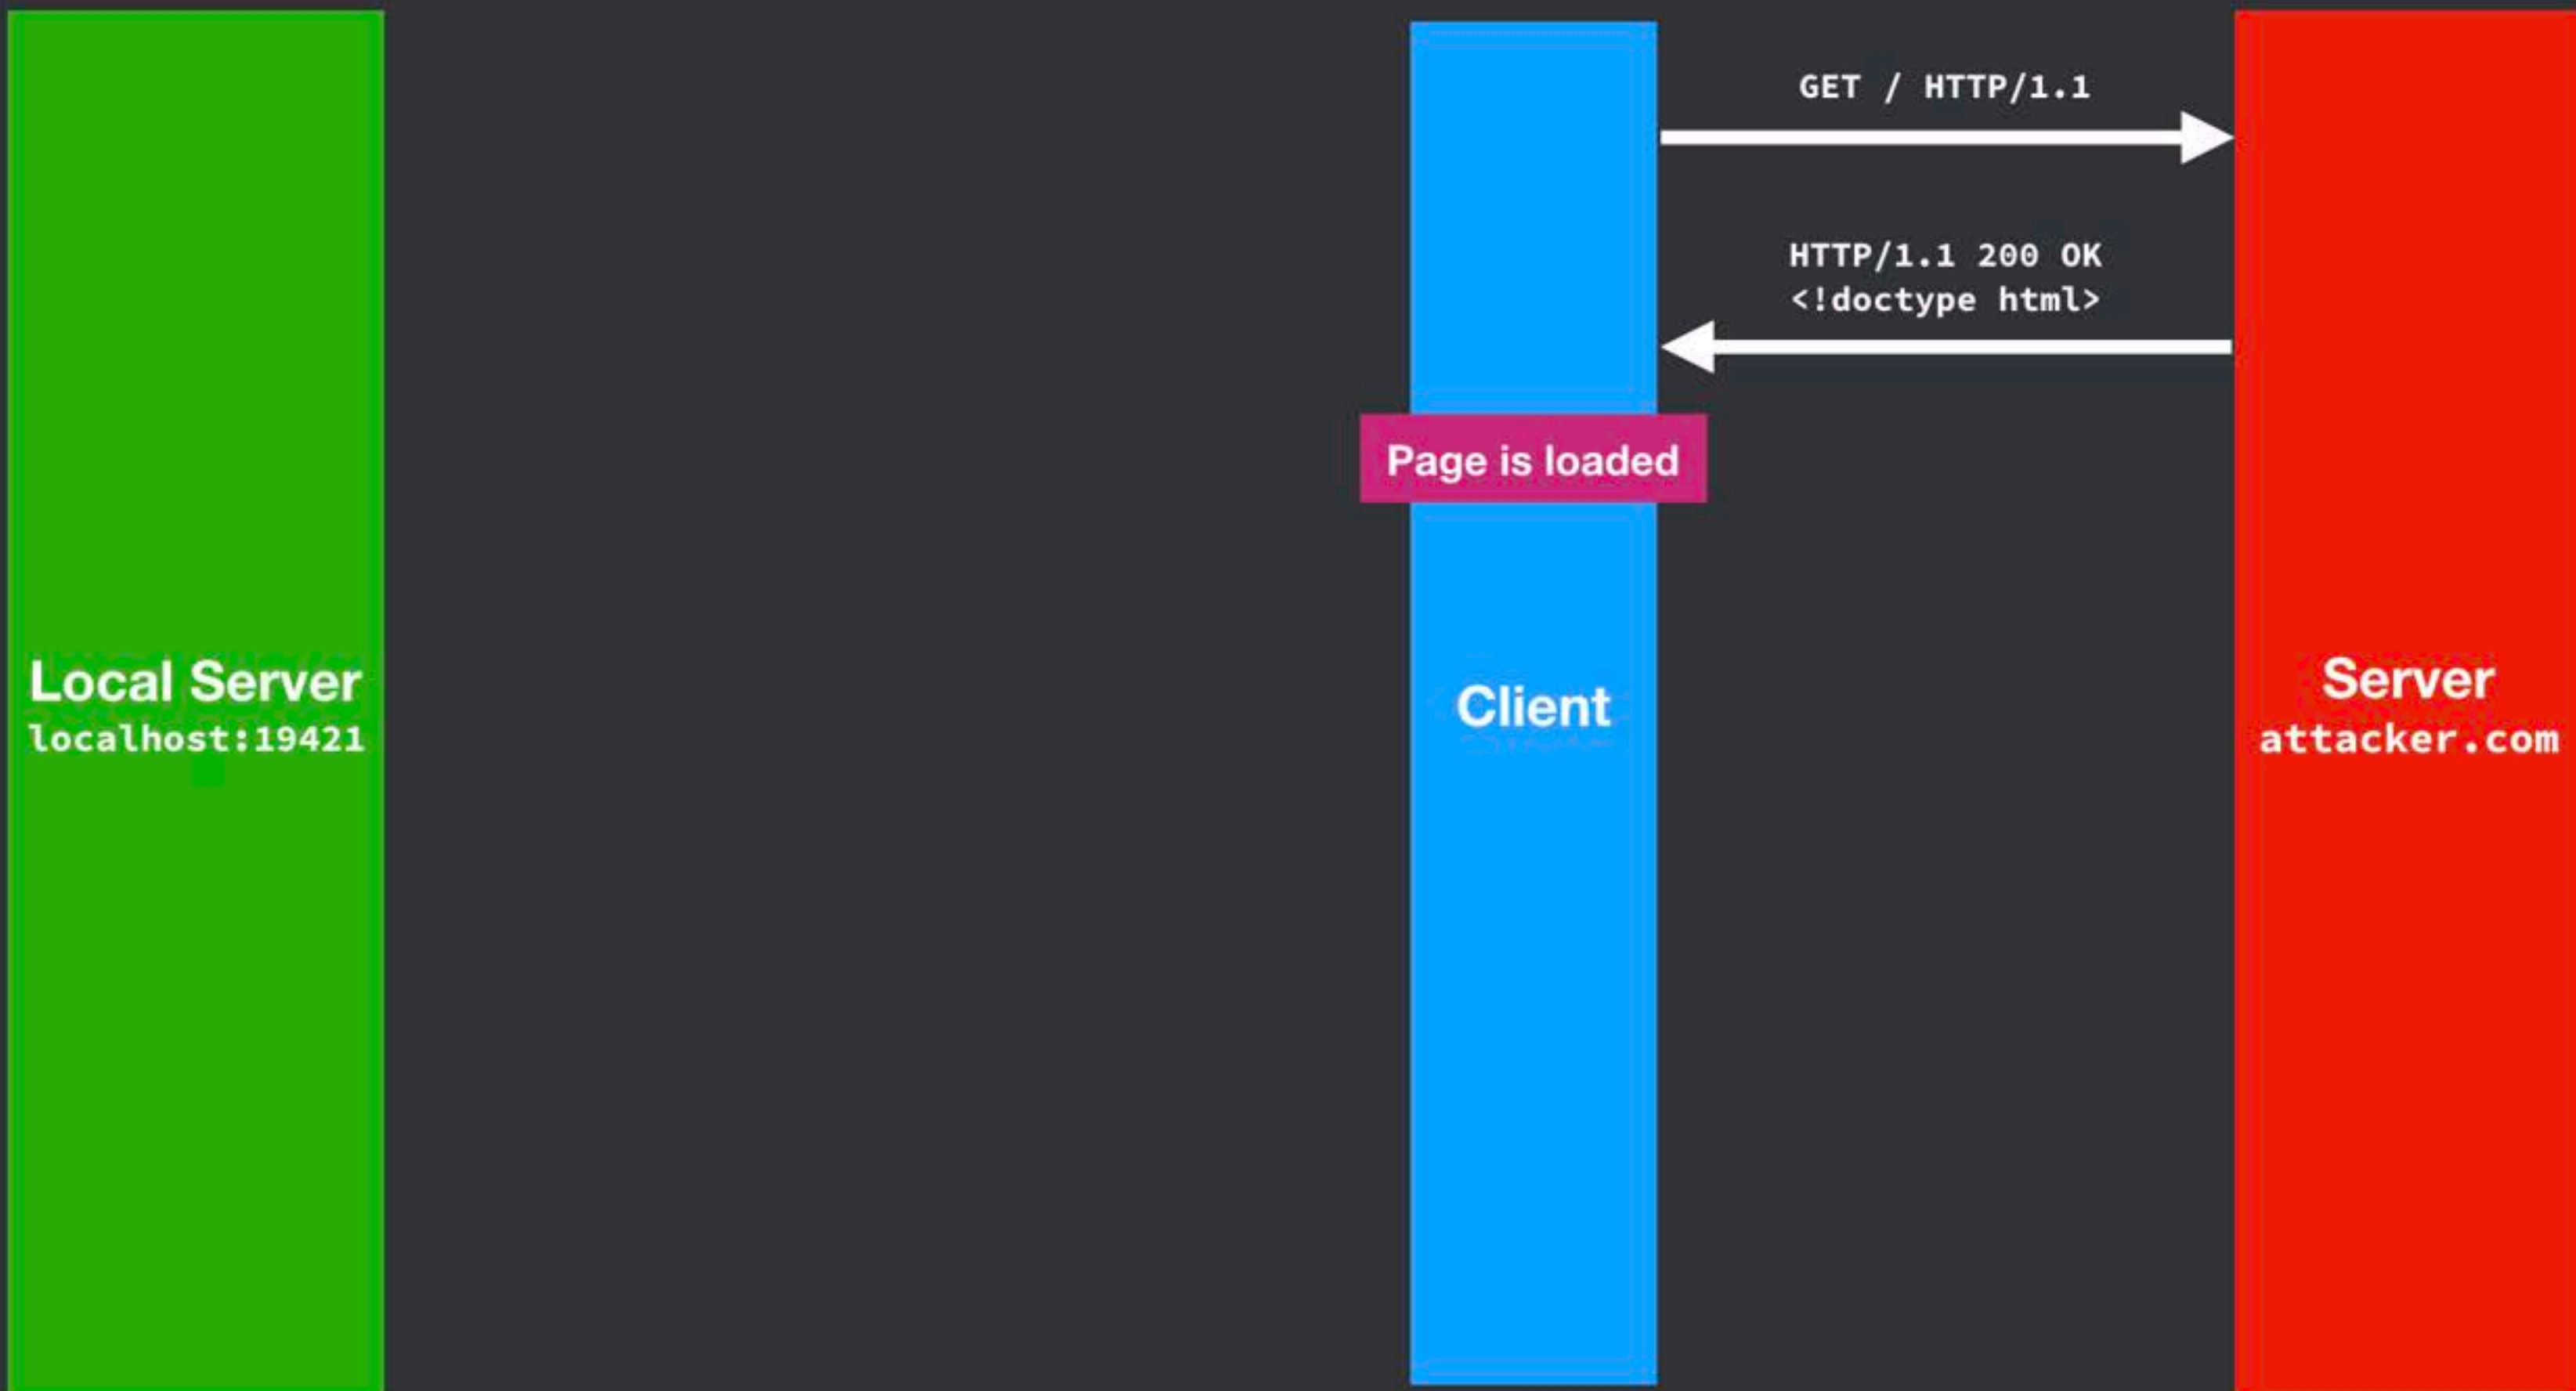 GET / HTTP/1.1
HTTP/1.1 200 OK
<!doctype html>
Page is loaded
Local Server
localhost:19421
Client
Server
attacker.com